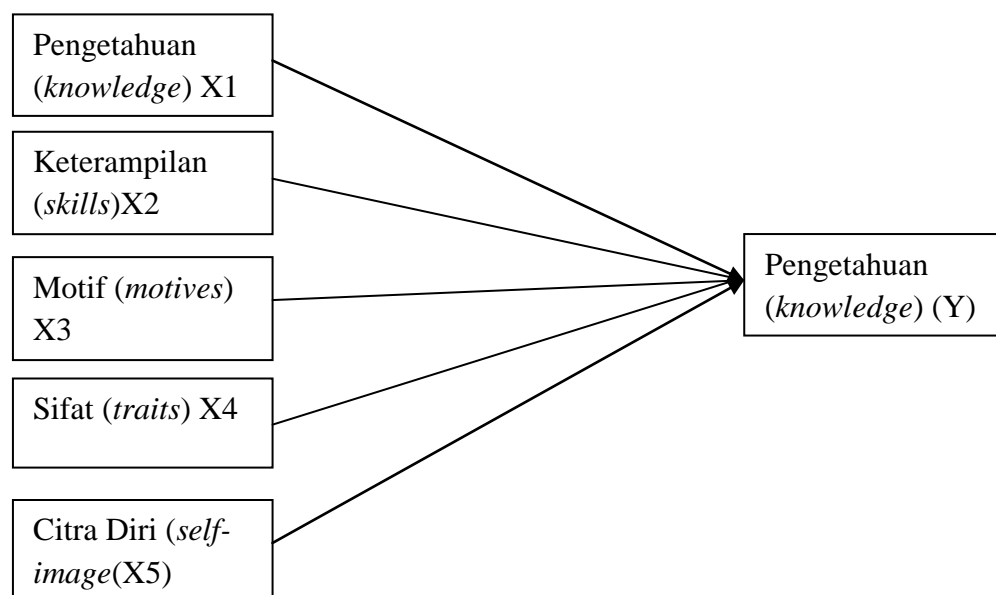 Pengetahuan
(knowledge) X1
Keterampilan
(skills)X2
Motif (motives)
X3
Sifat (traits) X4
Citra Diri (self-
image(X5)
Pengetahuan
(knowledge) (Y)